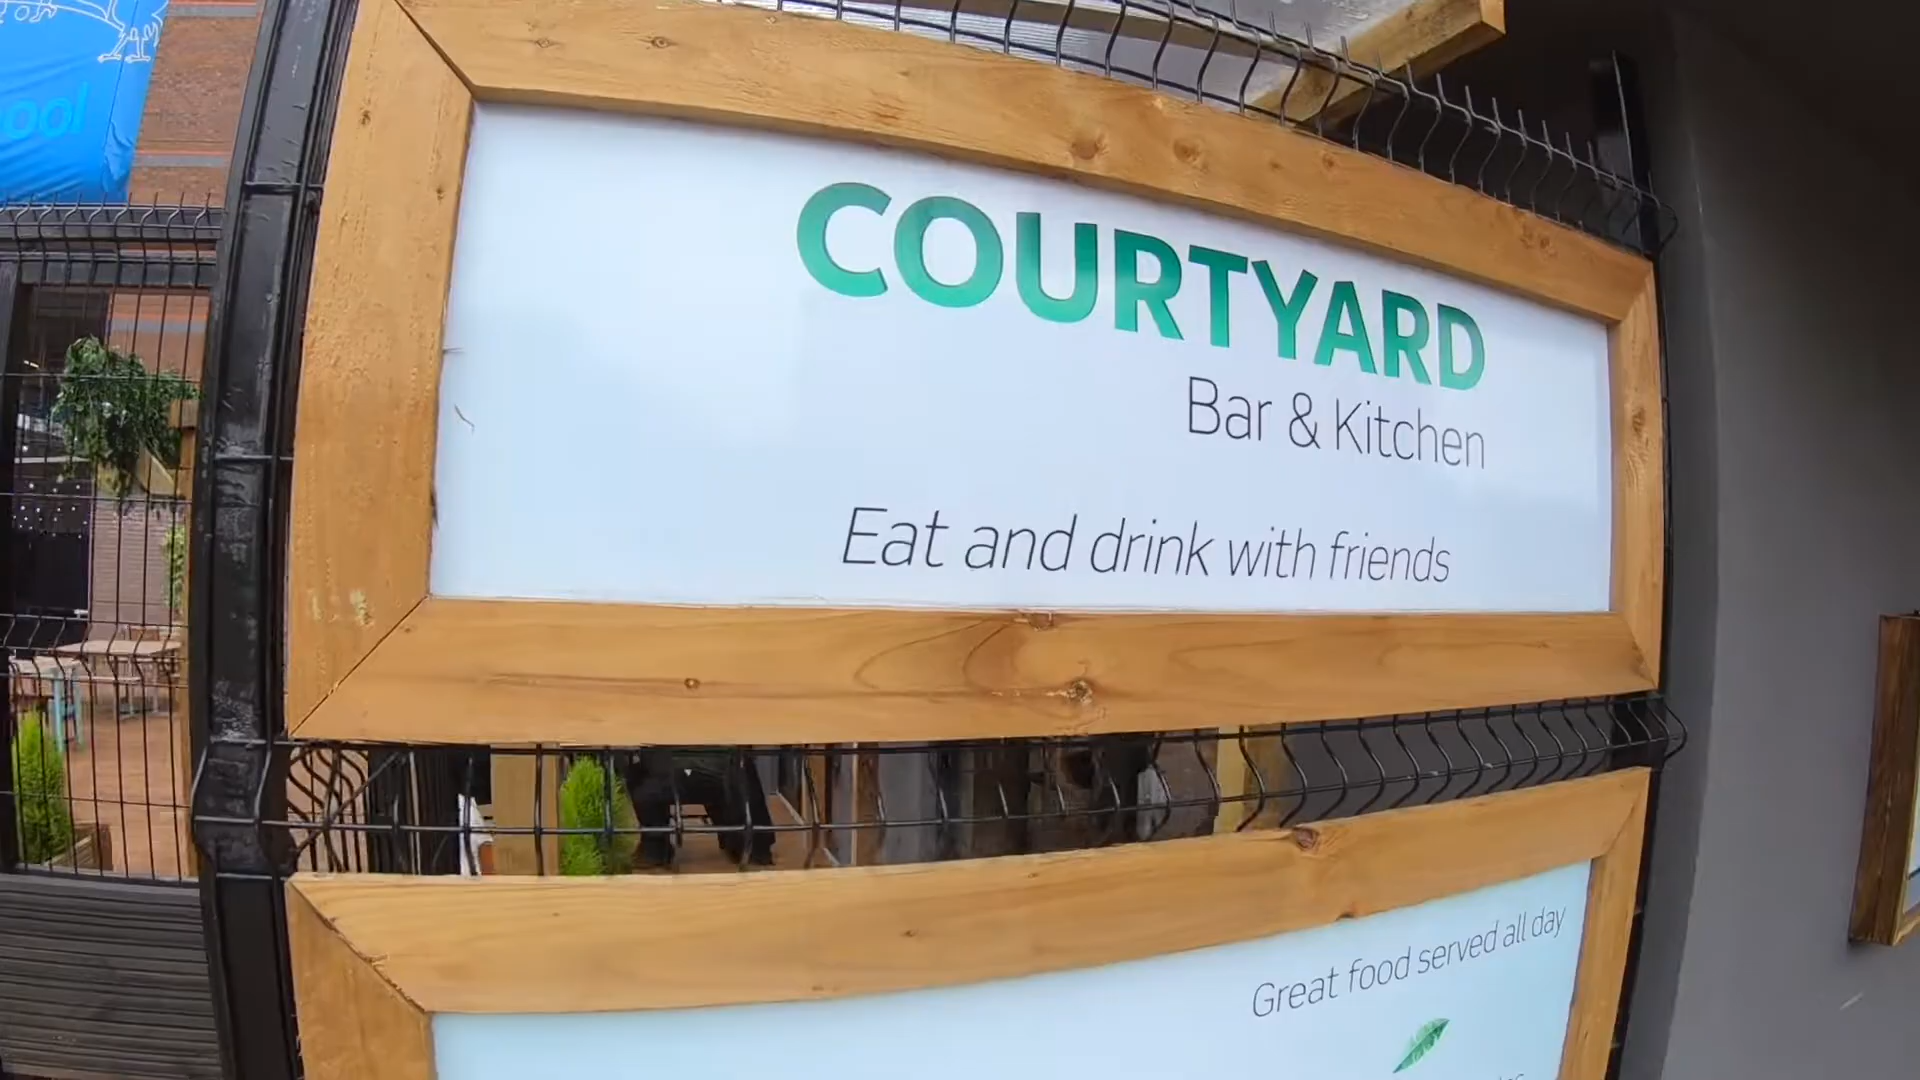 COURTYARD
Bar & Kitchen
Eat and drink with friends
Great food served all day